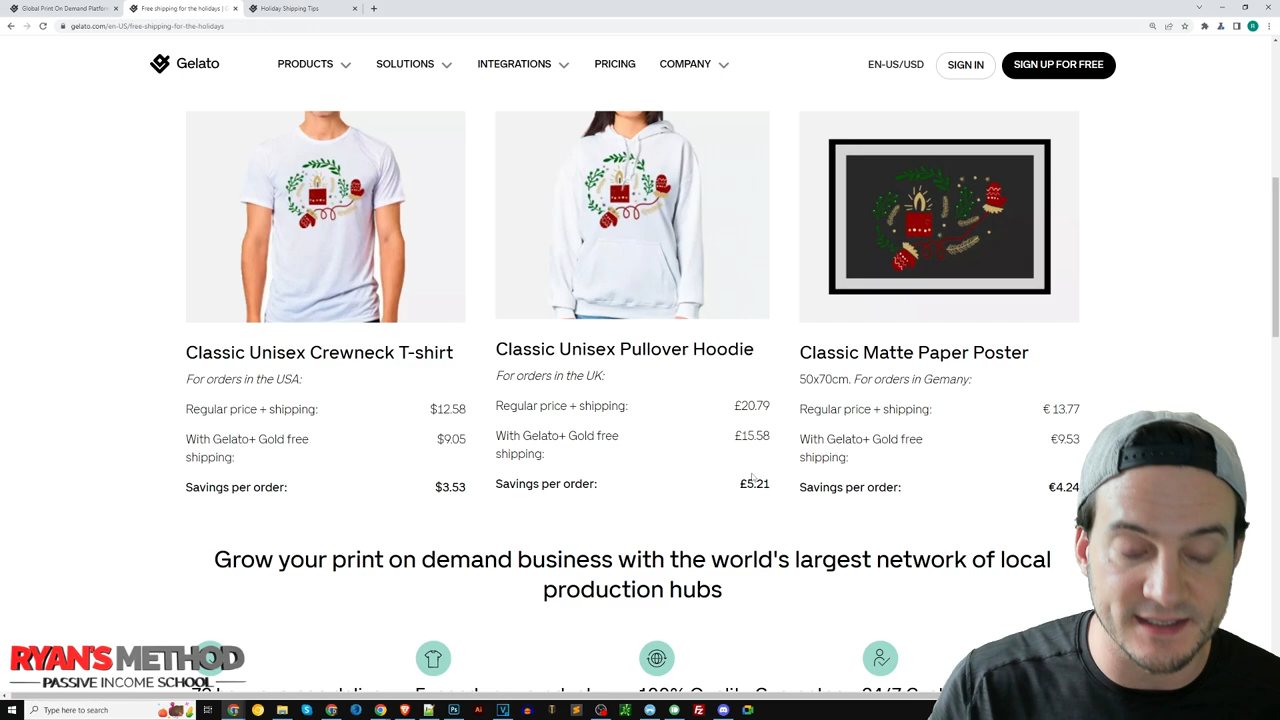 Global Print On Demand Platfor
Free shipping for the holidays |
Holiday Shipping Tips
gelato.com/en-US/free-shipping-for-the-holidays
Gelato
PRODUCTS
SOLUTIONS
INTEGRATIONS
PRICING
COMPANY
EN-US/USD
SIGN IN
SIGN UP FOR FREE
Classic Unisex Crewneck T-shirt
For orders in the USA:
Regular price + shipping: $12.58
With Gelato+ Gold free $9.05
shipping:
Savings per order: $3.53
Classic Unisex Pullover Hoodie
For orders in the UK:
Regular price + shipping: £20.79
With Gelato+ Gold free £15.58
shipping:
Savings per order: £5.21
Classic Matte Paper Poster
50x70cm. For orders in Gemany:
Regular price + shipping: € 13.77
With Gelato+ Gold free €9.53
shipping:
Savings per order: €4.24
Grow your print on demand business with the world's largest network of local
production hubs
RYAN'S METHOD
PASSIVE INCOME SCHOOL
Type here to search